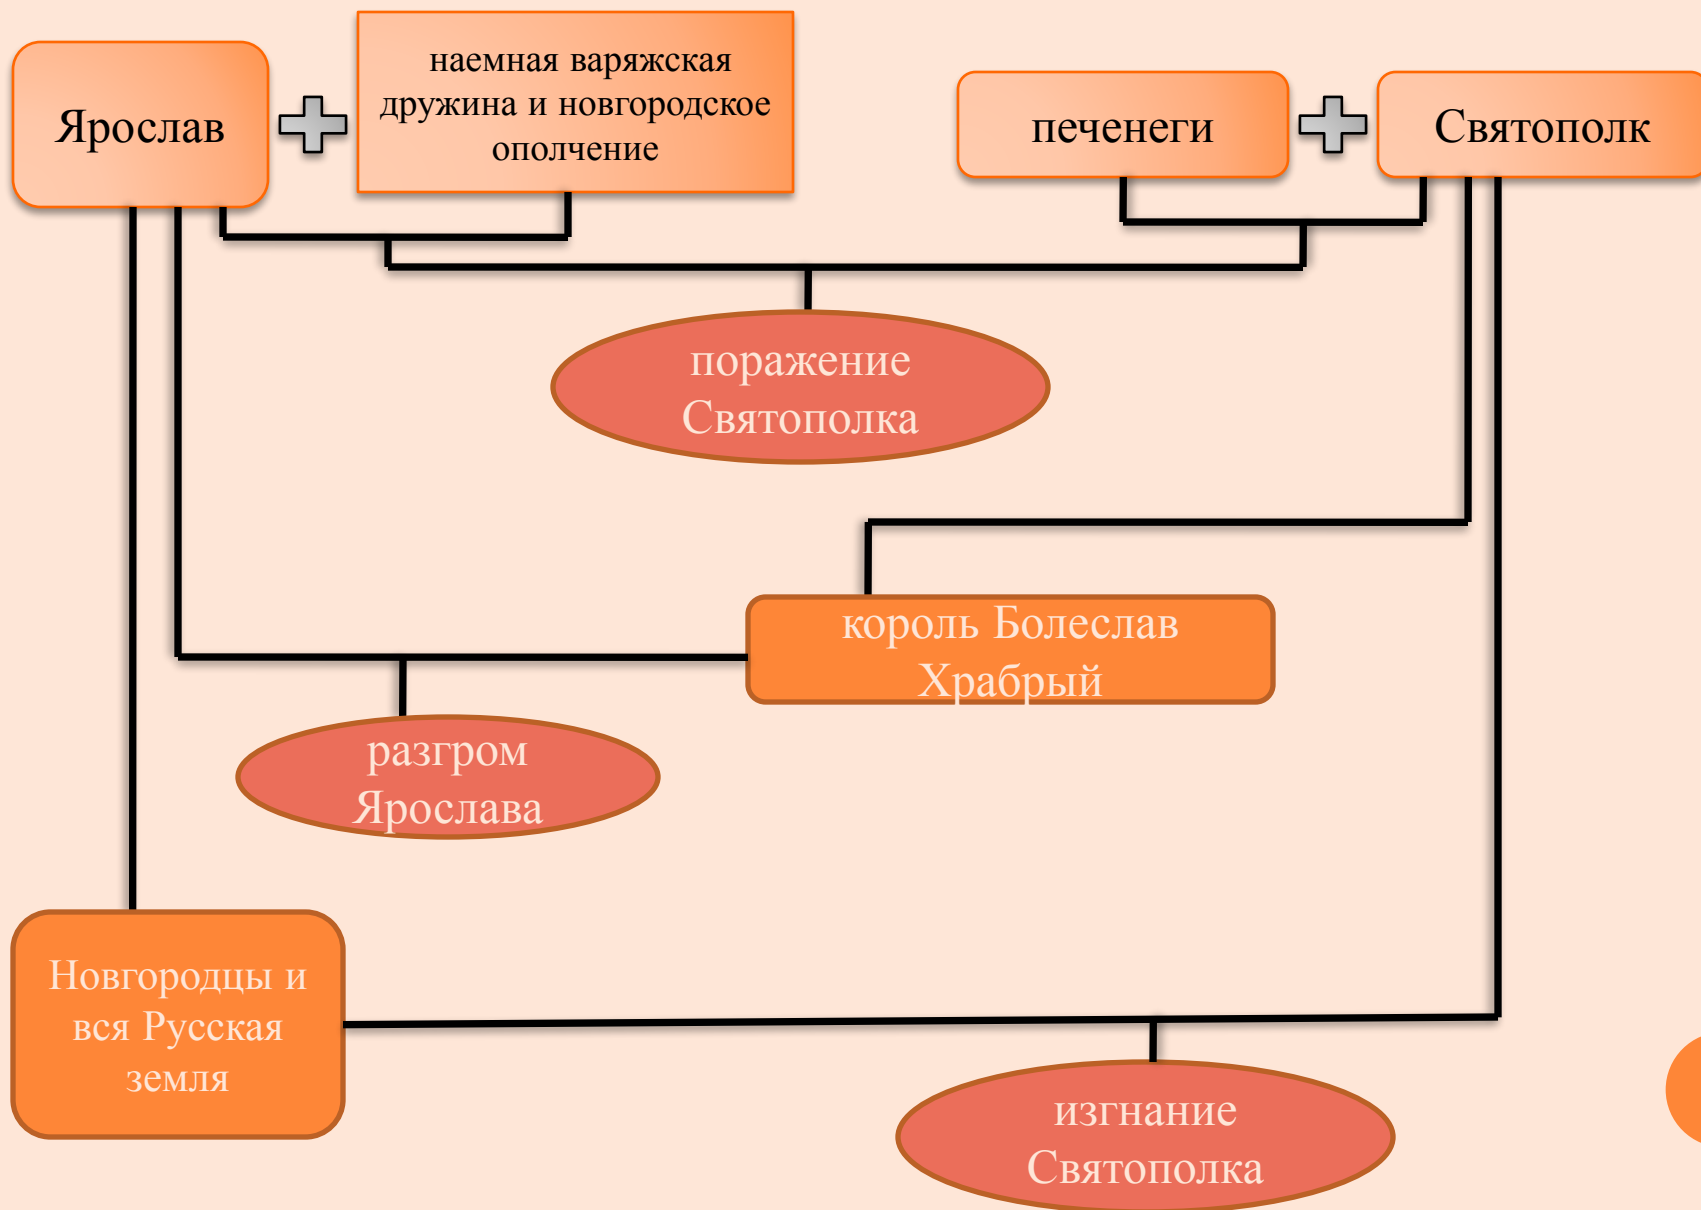 Ярослав
наемная варяжская
дружина и новгородское
ополчение
печенеги
Святополк
поражение
Святополка
король Болеслав
Храбрый
разгром
Ярослава
Новгородцы и
вся Русская
земля
изгнание
Святополка